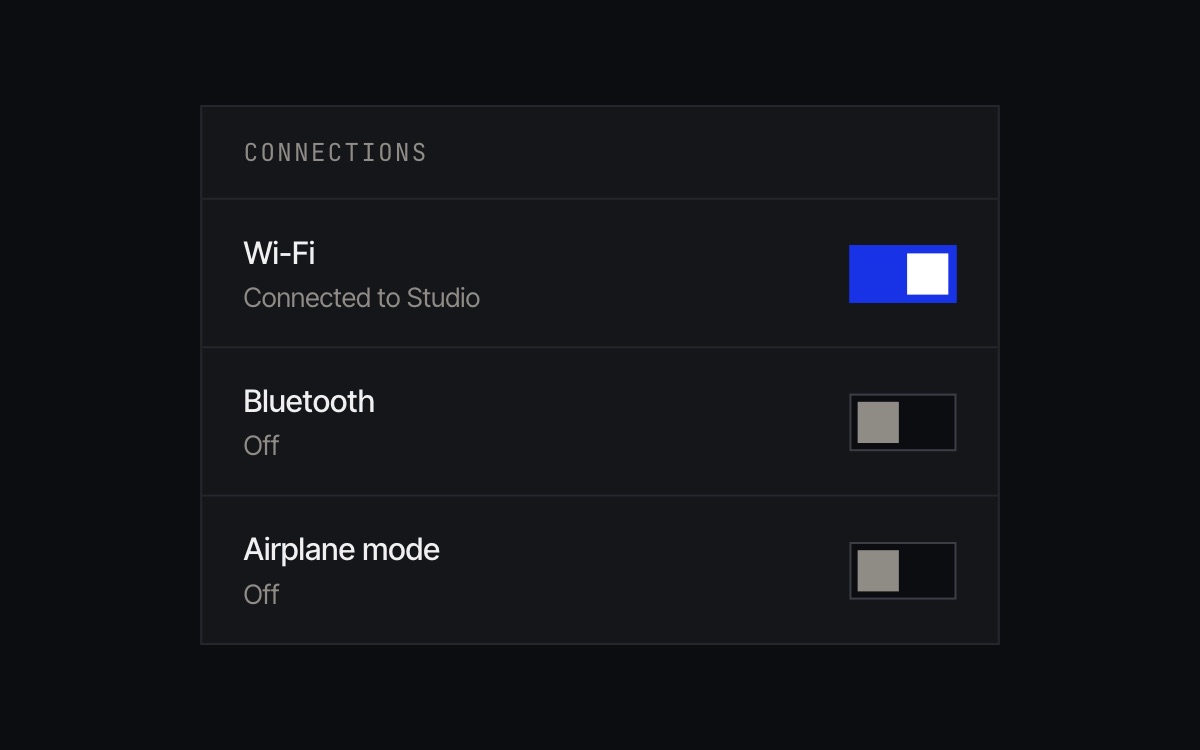 CONNECTIONS
Wi-Fi
Connected to Studio
Bluetooth
Off
Airplane mode
Off